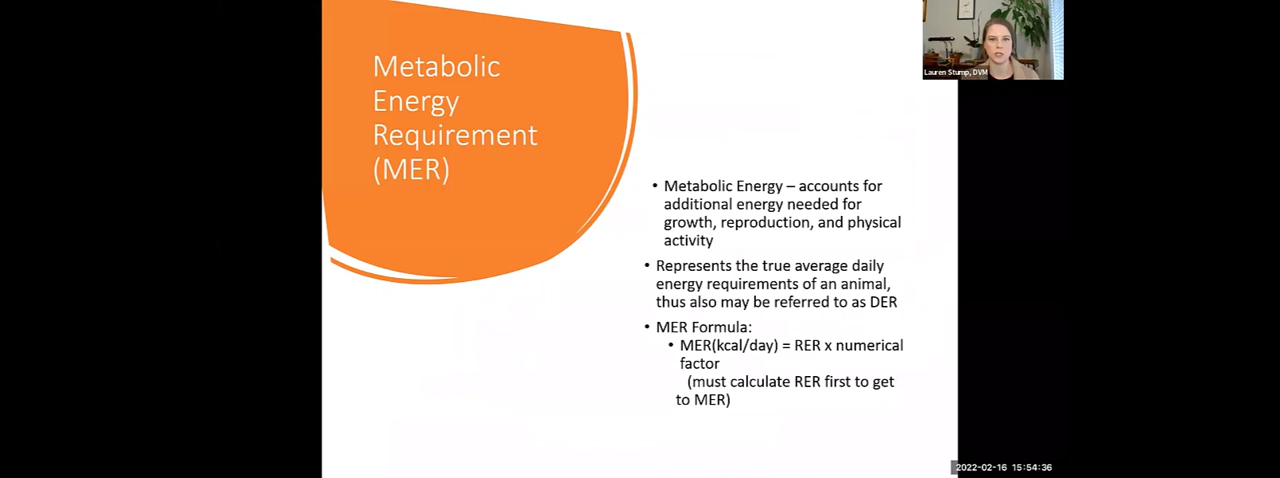 Metabolic
Energy
Requirement
(MER)
Lauren Stump, DVM
• Metabolic Energy – accounts for
additional energy needed for
growth, reproduction, and physical
activity
• Represents the true average daily
energy requirements of an animal,
thus also may be referred to as DER
• MER Formula:
• MER(kcal/day) = RER x numerical
factor
(must calculate RER first to get
to MER)
2022-02-16 15:54:36